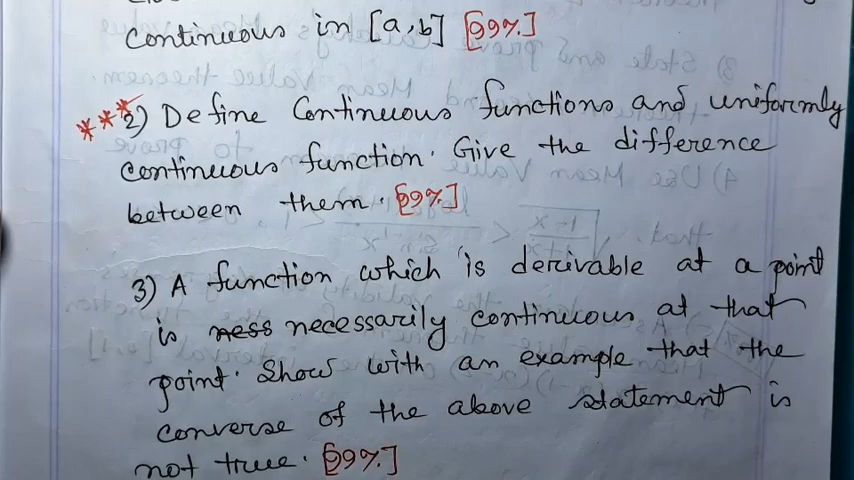 continuous in [a,b] [99%]
***2) Define Continuous functions and uniformly
continuous function. Give the difference
between them. [99%]
3) A function which is derivable at a point
is necessarily continuous at that
point. Show with an example that the
converse of the above statement is
not true. [99%]